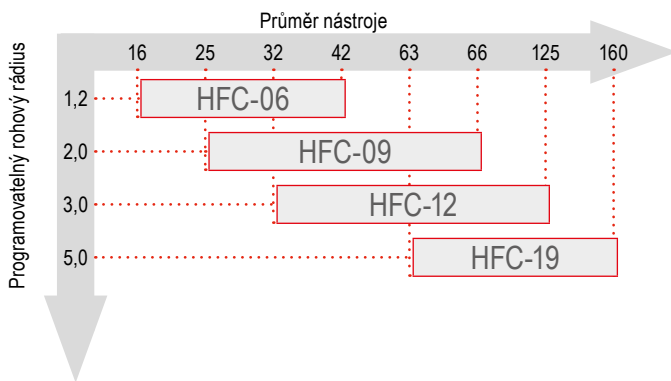 Průměr nástroje
16 25 32 42 63 66 125 160
Programovatelný rohový rádius
1,2 HFC-06
2,0 HFC-09
3,0 HFC-12
5,0 HFC-19